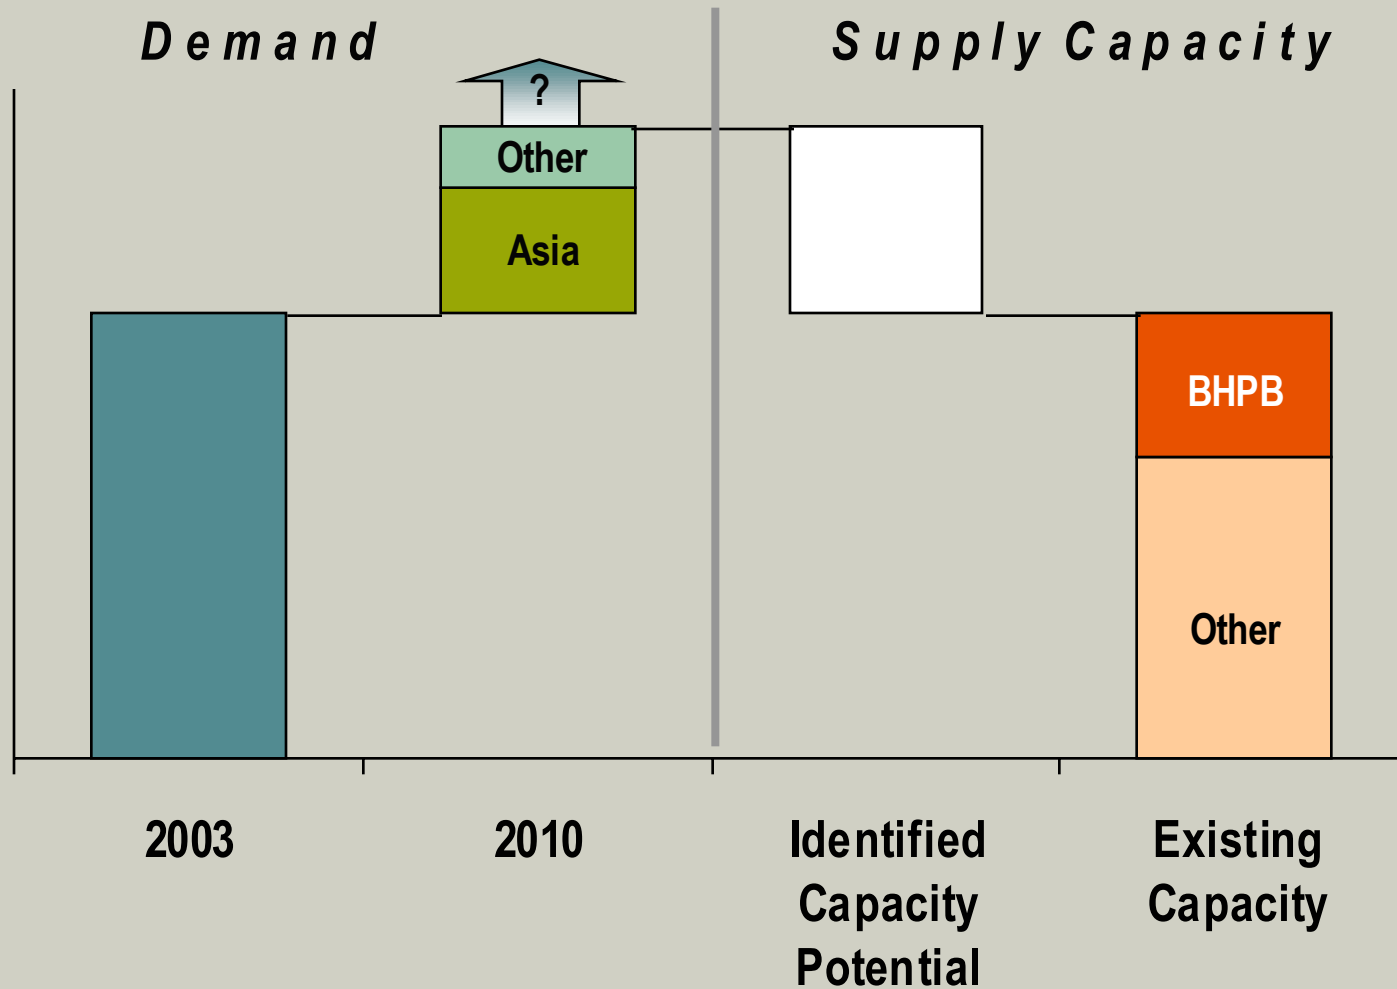 Demand
Supply Capacity
?
Other
Asia
BHPB
Other
2003
2010
Identified
Capacity
Potential
Existing
Capacity